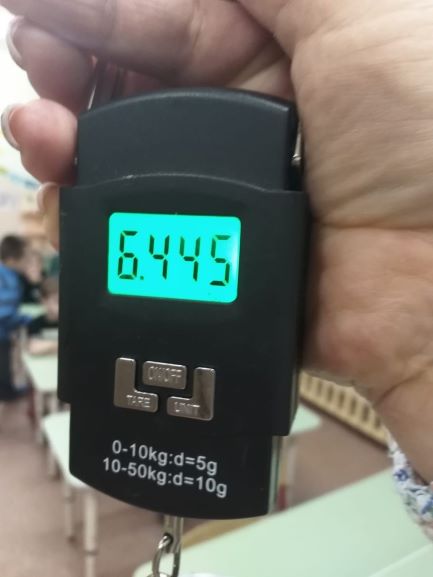 6.445
ON/OFF
TARE UNIT
0-10kg:d=5g
10-50kg:d=10g